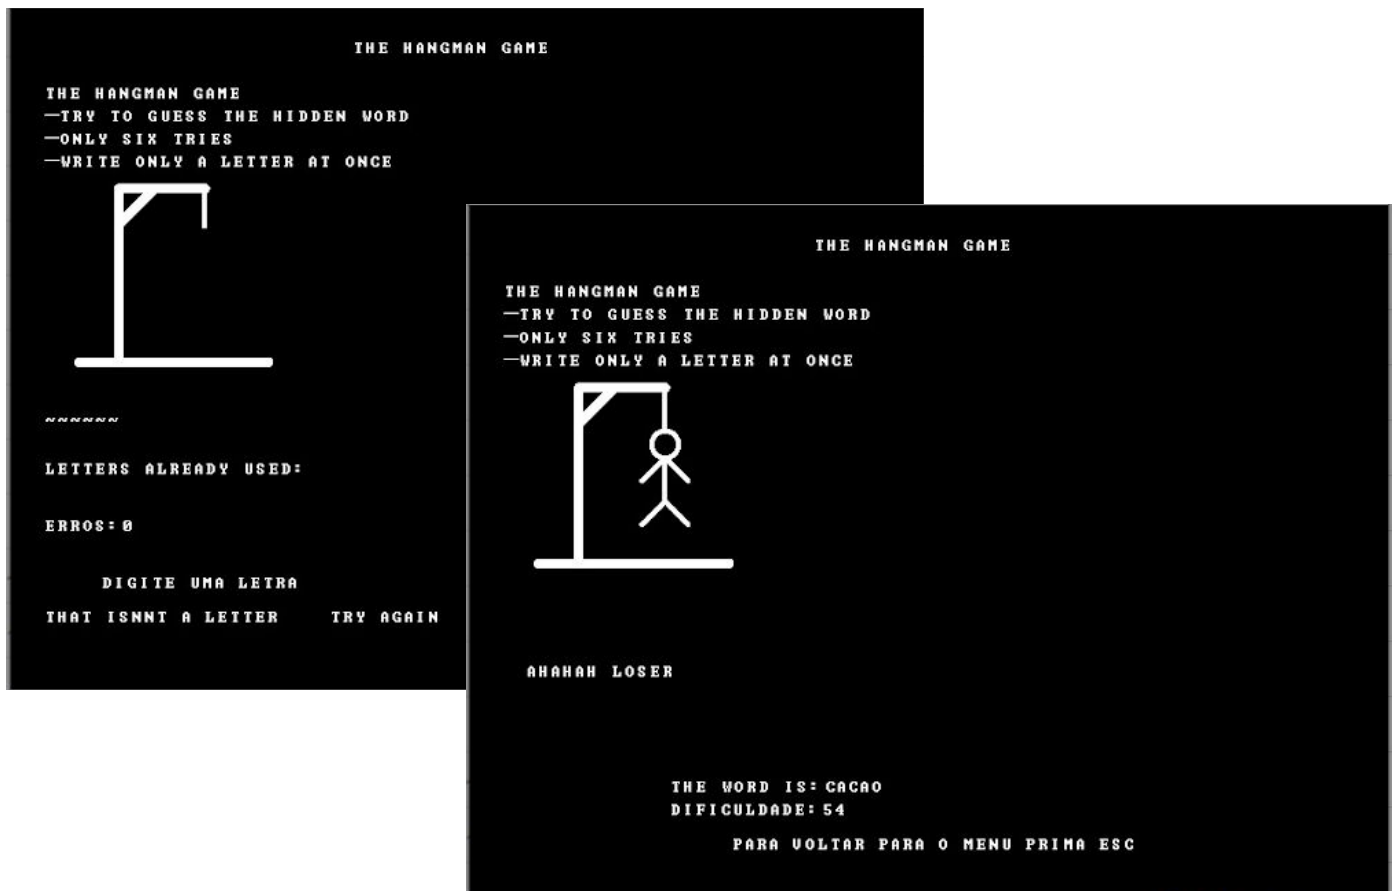 THE HANGMAN GAME
THE HANGMAN GAME
—TRY TO GUESS THE HIDDEN WORD
—ONLY SIX TRIES
—WRITE ONLY A LETTER AT ONCE
~~~~~~
LETTERS ALREADY USED:
ERROS: 0
DIGITE UMA LETRA
THAT ISNNT A LETTER TRY AGAIN
THE HANGMAN GAME
THE HANGMAN GAME
—TRY TO GUESS THE HIDDEN WORD
—ONLY SIX TRIES
—WRITE ONLY A LETTER AT ONCE
AHAHAH LOSER
THE WORD IS: CACAO
DIFICULDADE: 54
PARA VOLTAR PARA O MENU PRIMA ESC